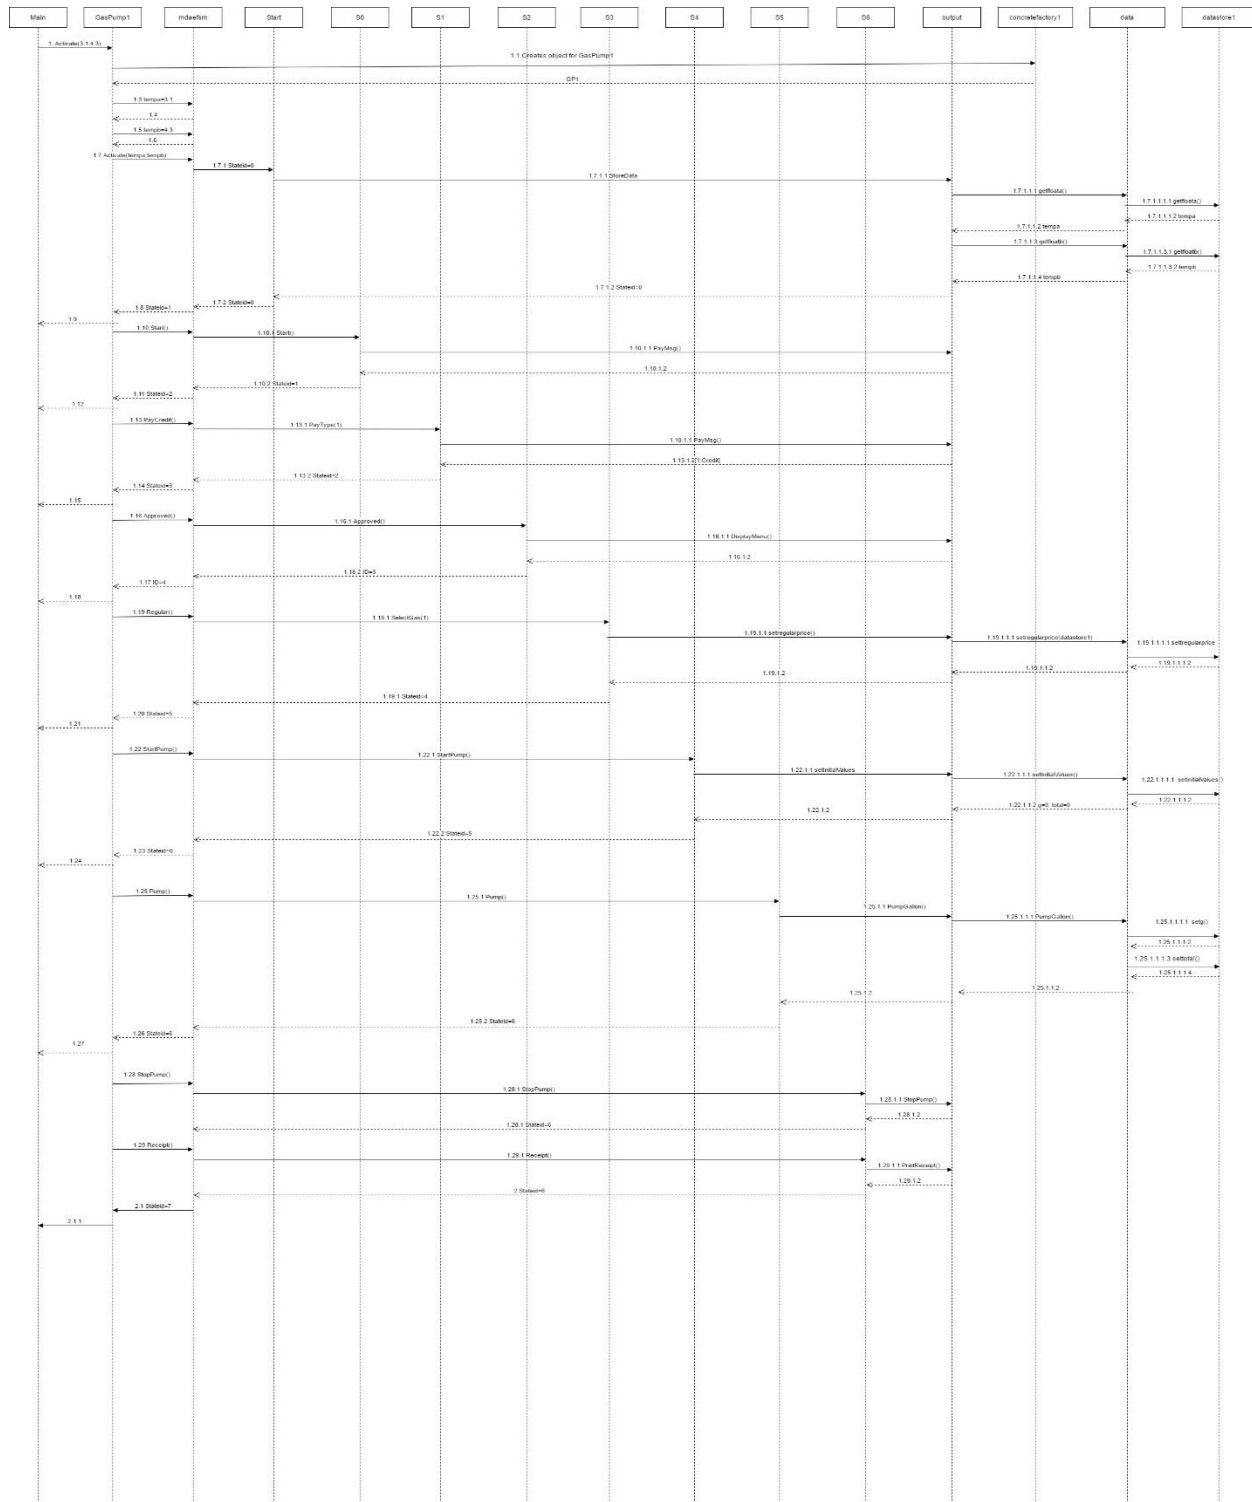 Main
GasPump1
mdaefsm
Start
S0
S1
S2
S3
S4
S5
S6
output
concretefactory1
data
datastore1
1. Activate(3.1,4.3)
1.1 Creates object for GasPump1
GP1
1.3 tempa=3.1
1.4
1.5 tempb=4.3
1.6
1.7 Activate(tempa,tempb)
1.7.1 Stateid=0
1.7.1.1 StoreData
1.7.1.1.1 getfloata()
1.7.1.1.1.1 getfloata()
1.7.1.1.1.2 tempa
1.7.1.1.2 tempa
1.7.1.1.3 getfloatb()
1.7.1.1.3.1 getfloatb()
1.7.1.1.3.2 tempb
1.7.1.1.4 tempb
1.7.1.2 Stateid=0
1.7.2 Stateid=0
1.8 Stateid=1
1.9
1.10 Start()
1.10.1 Start()
1.10.1.1 PayMsg()
1.10.1.2
1.10.2 Stateid=1
1.11 Stateid=2
1.12
1.13 PayCredit()
1.13.1 PayType(1)
1.10.1.1 PayMsg()
1.13.1.2[1:Credit]
1.13.2 Stateid=2
1.14 Stateid=3
1.15
1.16 Approved()
1.16.1 Approved()
1.16.1.1 DisplayMenu()
1.16.1.2
1.16.2 ID=3
1.17 ID=4
1.18
1.19 Regular()
1.18.1 SelectGas(1)
1.19.1.1 setregularprice()
1.19.1.1.1 setregularprice(datastore1)
1.19.1.1.1.1 settregularprice
1.19.1.1.1.2
1.19.1.1.2
1.19.1.2
1.19.1 Stateid=4
1.20 Stateid=5
1.21
1.22 StartPump()
1.22.1 StartPump()
1.22.1.1 setInitialValues
1.22.1.1.1 setInitialValues()
1.22.1.1.1.1 setInitialValues()
1.22.1.1.1.2
1.22.1.1.2 g=0, total=0
1.22.1.2
1.22.2 Stateid=5
1.23 Stateid=6
1.24
1.25 Pump()
1.25.1 Pump()
1.25.1.1 PumpGallon()
1.25.1.1.1 PumpGallon()
1.25.1.1.1.1 setg()
1.25.1.1.1.2
1.25.1.1.1.3 settotal()
1.25.1.1.1.4
1.25.1.1.2
1.25.1.2
1.25.2 Stateid=6
1.26 Stateid=6
1.27
1.28 StopPump()
1.28.1 StopPump()
1.28.1.1 StopPump()
1.28.1.2
1.28.1 Stateid=6
1.29 Receipt()
1.29.1 Receipt()
1.29.1.1 PrintReceipt()
1.29.1.2
2 Stateid=6
2.1 Stateid=7
2.1.1